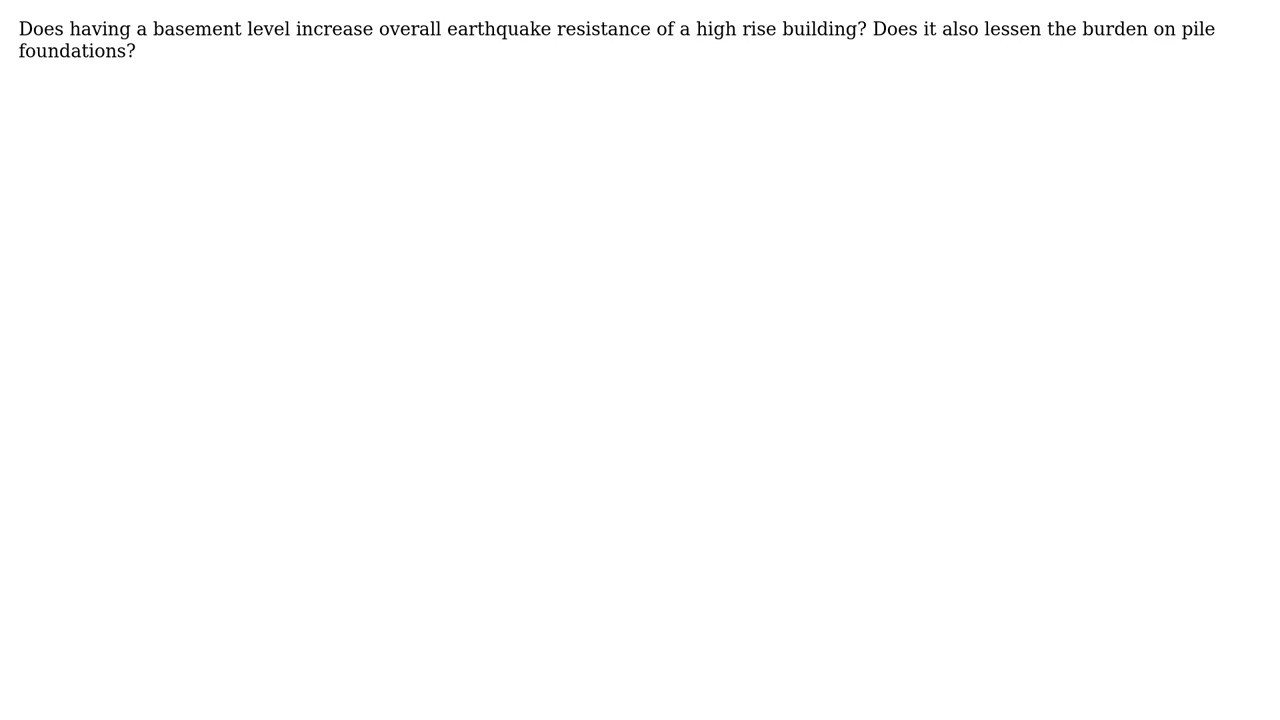 Does having a basement level increase overall earthquake resistance of a high rise building? Does it also lessen the burden on pile
foundations?